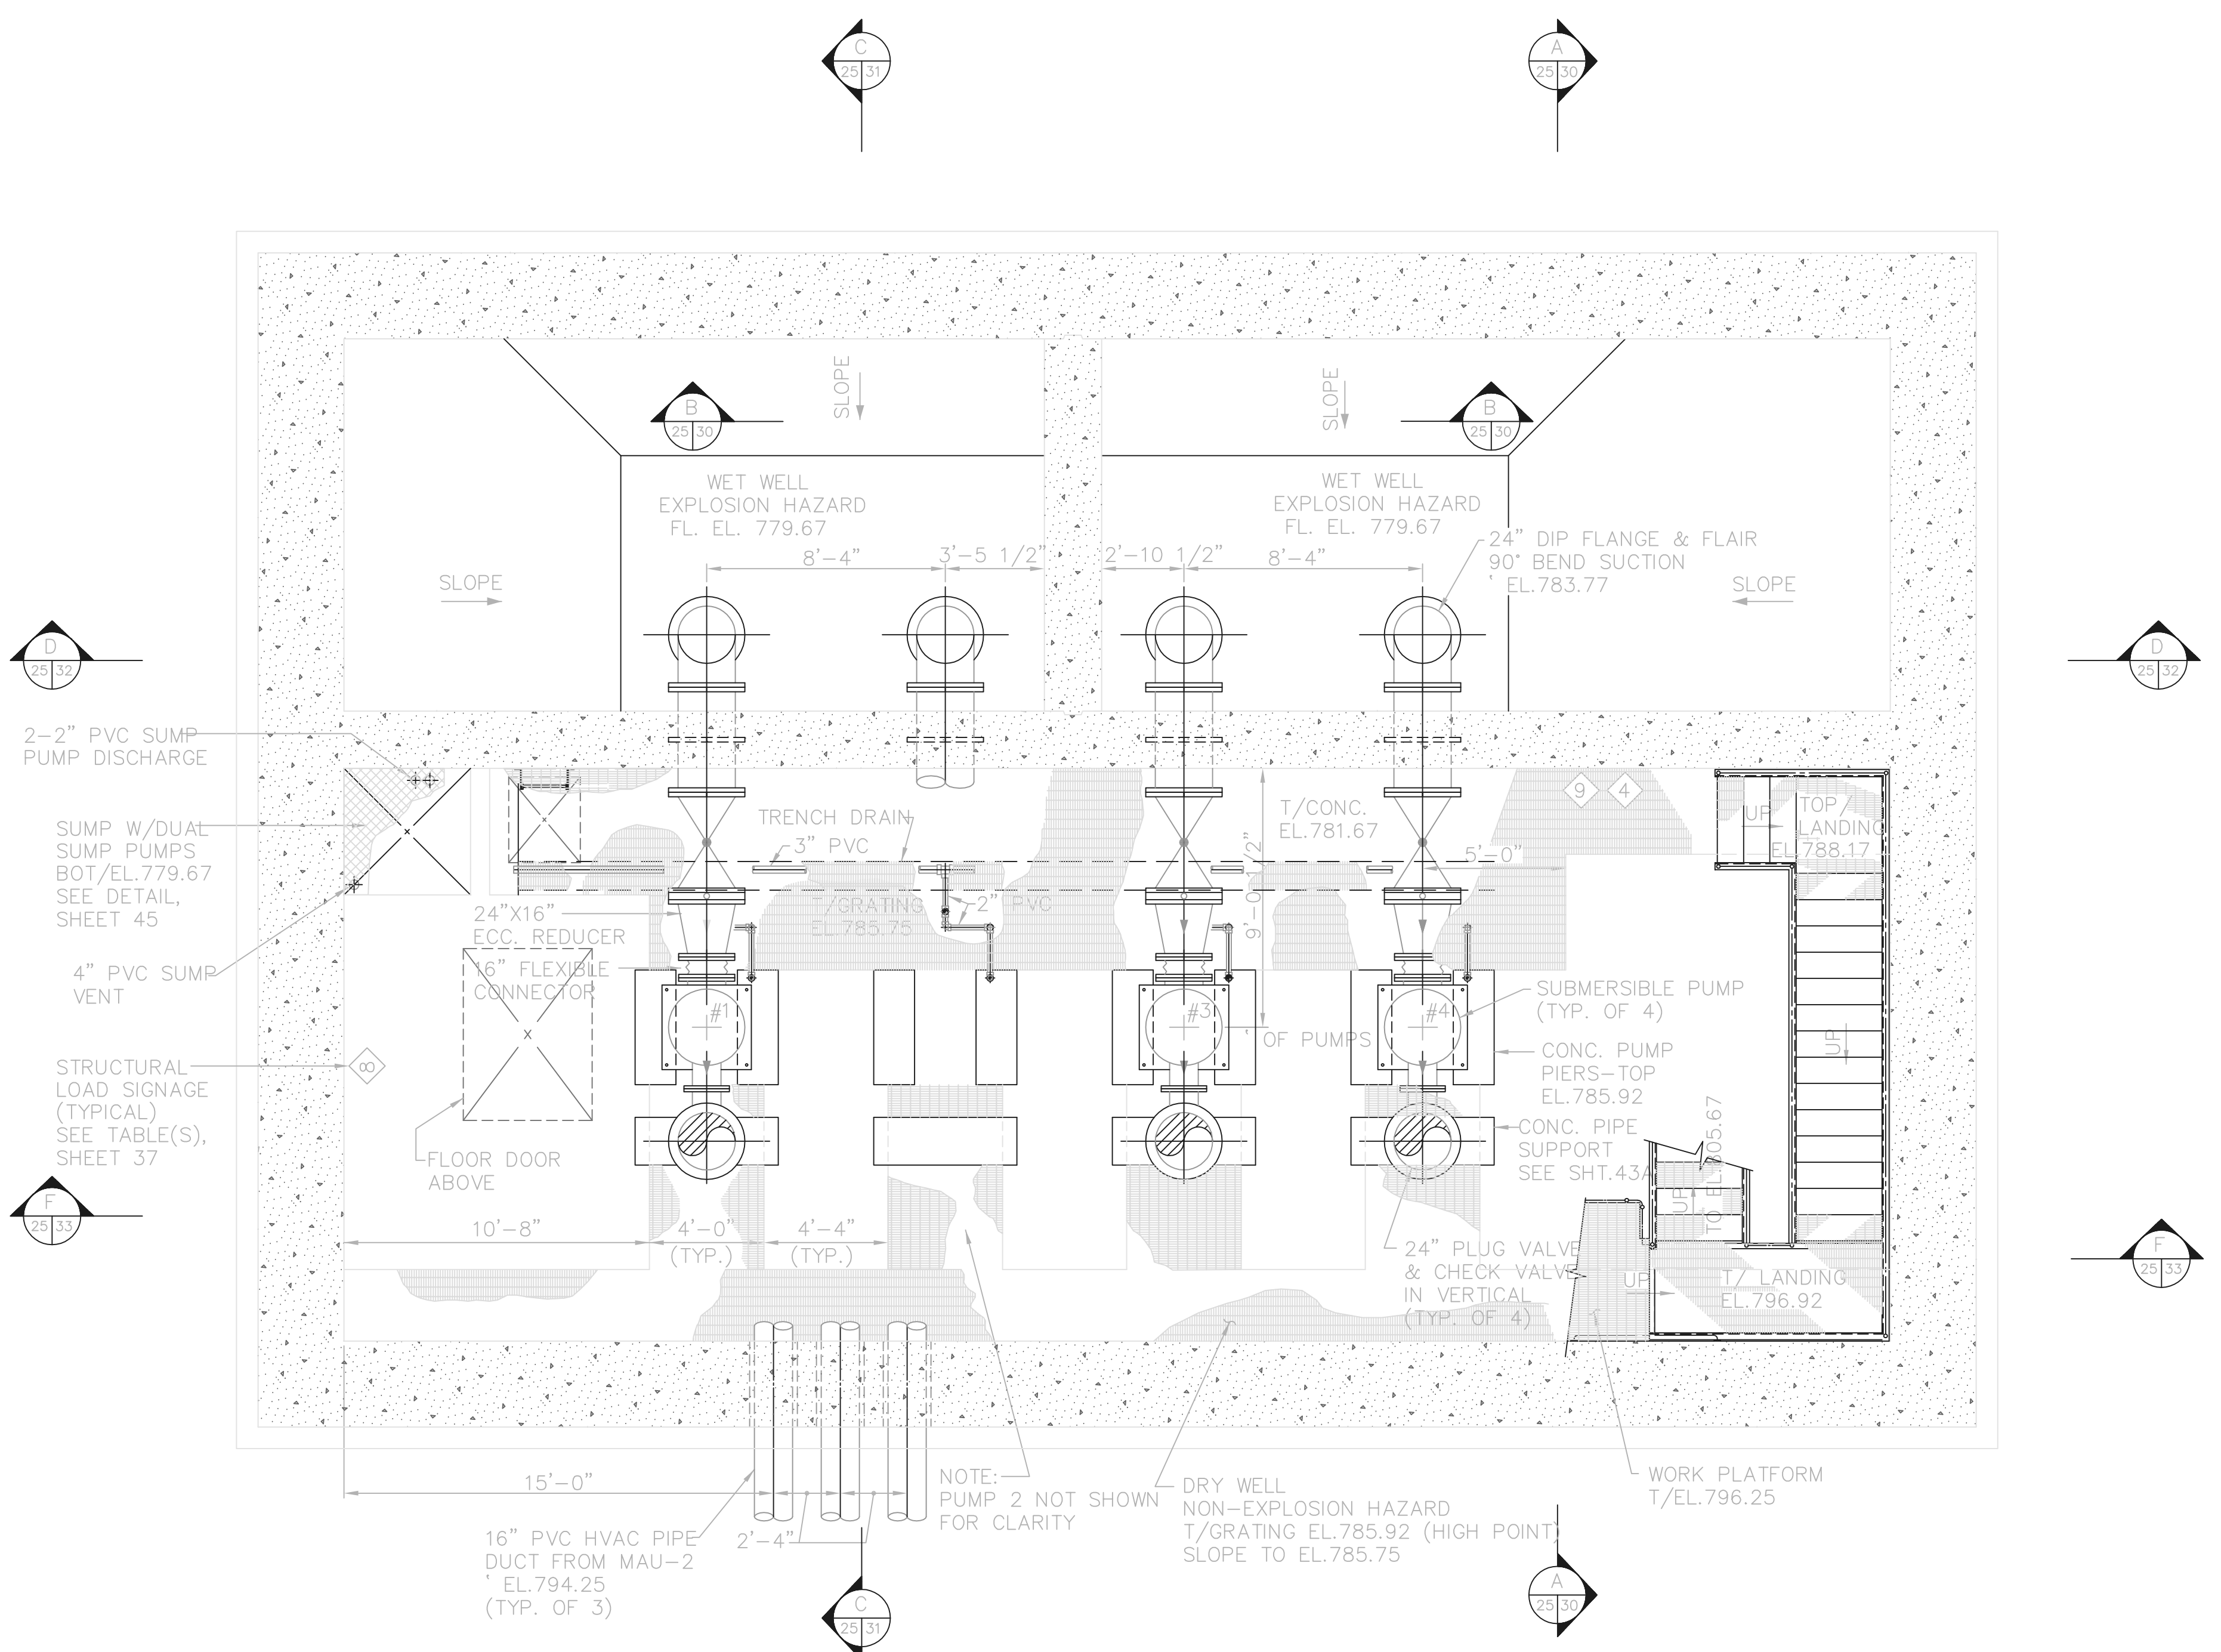 C
25 31
A
25 30
B
25 30
B
25 30
SLOPE
SLOPE
WET WELL
EXPLOSION HAZARD
FL. EL. 779.67
WET WELL
EXPLOSION HAZARD
FL. EL. 779.67
8'-4"
3'-5 1/2"
2'-10 1/2"
8'-4"
24" DIP FLANGE & FLAIR
90° BEND SUCTION
EL.783.77
SLOPE
SLOPE
D
25 32
D
25 32
2-2" PVC SUMP
PUMP DISCHARGE
SUMP W/DUAL
SUMP PUMPS
BOT/EL.779.67
SEE DETAIL,
SHEET 45
4" PVC SUMP
VENT
STRUCTURAL
LOAD SIGNAGE
(TYPICAL)
SEE TABLE(S),
SHEET 37
8
TRENCH DRAIN
3" PVC
T/GRATING
EL.785.75
2" PVC
T/CONC.
EL.781.67
9'-0 1/2"
9
4
5'-0"
UP
TOP/
LANDING
EL.788.17
24"X16"
ECC. REDUCER
16" FLEXIBLE
CONNECTOR
#1
#3
#4
OF PUMPS
SUBMERSIBLE PUMP
(TYP. OF 4)
CONC. PUMP
PIERS-TOP
EL.785.92
CONC. PIPE
SUPPORT
SEE SHT.43A
UP
UP
TO EL.805.67
FLOOR DOOR
ABOVE
F
25 33
F
25 33
10'-8"
4'-0"
(TYP.)
4'-4"
(TYP.)
24" PLUG VALVE
& CHECK VALVE
IN VERTICAL
(TYP. OF 4)
UP
T/ LANDING
EL.796.92
15'-0"
2'-4"
16" PVC HVAC PIPE
DUCT FROM MAU-2
EL.794.25
(TYP. OF 3)
NOTE:
PUMP 2 NOT SHOWN
FOR CLARITY
DRY WELL
NON-EXPLOSION HAZARD
T/GRATING EL.785.92 (HIGH POINT)
SLOPE TO EL.785.75
WORK PLATFORM
T/EL.796.25
C
25 31
A
25 30